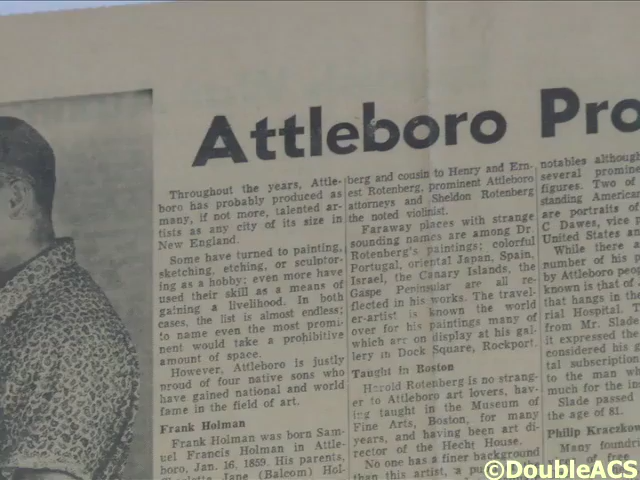 Attleboro Pro
Throughout the years, Attle-
boro has probably produced as
many, if not more, talented ar-
tists as any city of its size in
New England.
Some have turned to painting,
sketching, etching, or sculptor-
ing as a hobby; even more have
used their skill as a means of
gaining a livelihood. In both
cases, the list is almost endless;
to name even the most promi-
nent would take a prohibitive
amount of space.
However, Attleboro is justly
proud of four native sons who
have gained national and world
fame in the field of art.
Frank Holman
Frank Holman was born Sam-
uel Francis Holman in Attle-
boro, Jan. 16, 1859. His parents,
Jane (Balcom) Hol-
berg and cousin to Henry and Ern-
est Rotenberg, prominent Attleboro
attorneys and Sheldon Rotenberg
the noted violinist.
Faraway places with strange
sounding names are among Dr.
Rotenberg's paintings; colorful
Portugal, oriental Japan, Spain,
Israel, the Canary Islands, the
Gaspe Peninsular are all re-
flected in his works. The travel-
er-artist is known the world
over for his paintings many of
which are on display at his gal-
lery in Dock Square, Rockport.
Taught in Boston
Harold Rotenberg is no strang-
er to Attleboro art lovers, hav-
ing taught in the Museum of
Fine Arts, Boston, for many
years, and having been art di-
rector of the Hecht House.
No one has a finer background
than this artist, a pu
notables although
several promine
figures. Two of
standing American
are portraits of
C Dawes, vice p
United States an
While there a
number of his p
by Attleboro peop
known is that of J
that hangs in the
rial Hospital. T
from Mr. Slade
it expressed the
considered his g
tal subscription
to the man wh
much for the in
Slade passed
the age of 81.
Philip Kraczkow
Many foundr
of free
©DoubleACS